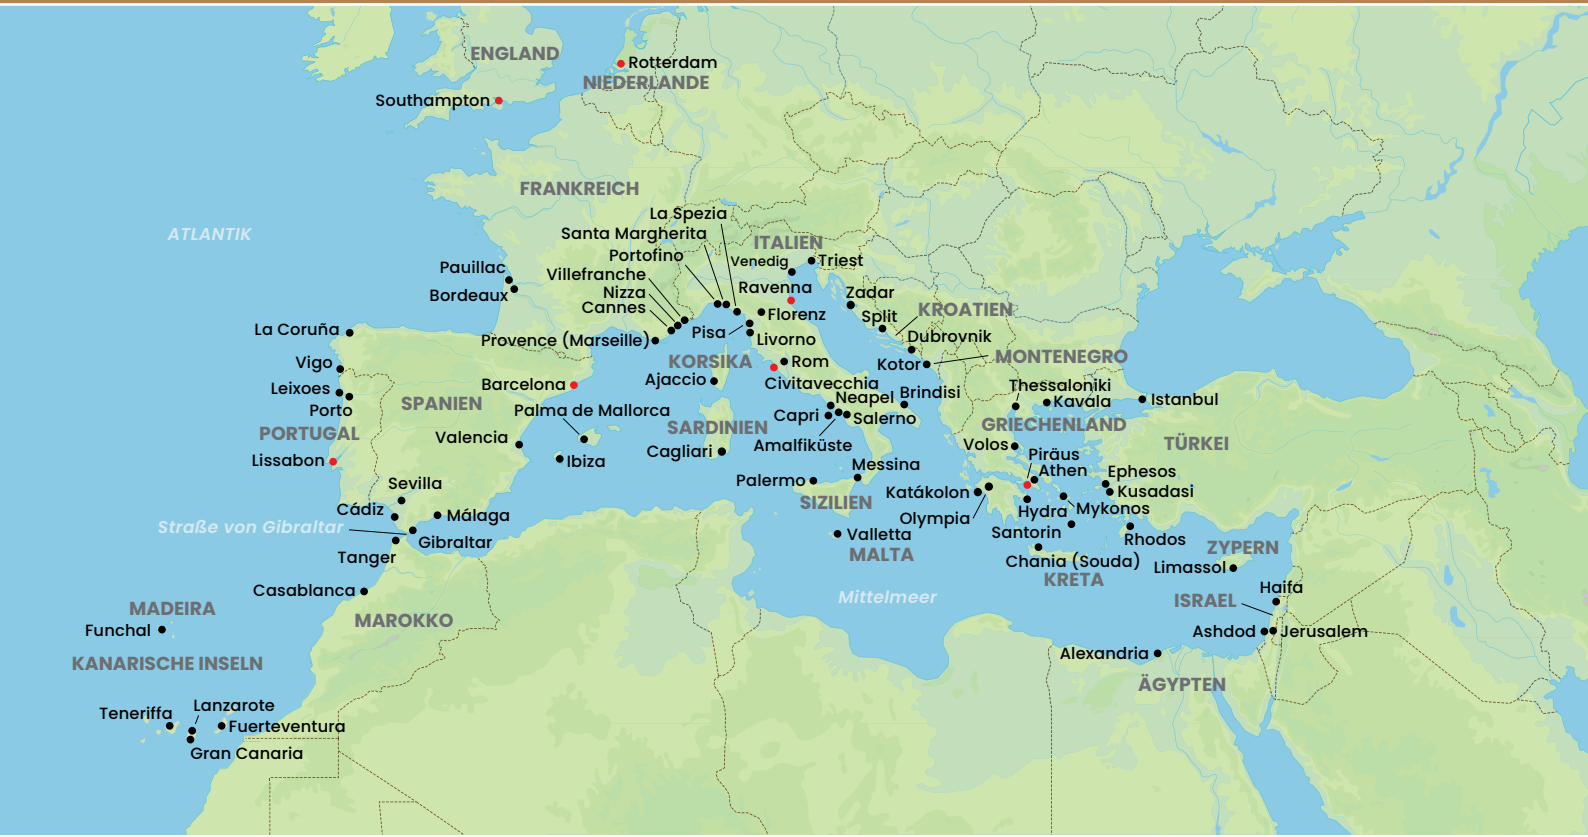 ENGLAND
Rotterdam
NIEDERLANDE
Southampton
FRANKREICH
La Spezia
Santa Margherita
ATLANTIK
ITALIEN
Portofino
Venedig
Triest
Pauillac
Villefranche
Ravenna
Nizza
Zadar
Bordeaux
Cannes
KROATIEN
Florenz
Split
La Coruña
Pisa
Dubrovnik
Provence (Marseille)
Livorno
MONTENEGRO
Vigo
KORSIKA
Rom
Kotor
Ajaccio
Barcelona
Civitavecchia
Thessaloniki
Leixoes
Brindisi
Neapel
Kavála
Istanbul
SPANIEN
Porto
Palma de Mallorca
Capri
Salerno
GRIECHENLAND
SARDINIEN
PORTUGAL
Valencia
Amalfiküste
Volos
TÜRKEI
Cagliari
Piräus
Lissabon
Ibiza
Messina
Athen
Ephesos
Palermo
Sevilla
Katákolon
Kusadasi
SIZILIEN
Cádiz
Málaga
Hydra
Mykonos
Olympia
Straße von Gibraltar
Valletta
Santorin
Rhodos
Gibraltar
MALTA
ZYPERN
Tanger
Chania (Souda)
Limassol
KRETA
Casablanca
Haifa
Mittelmeer
ISRAEL
MADEIRA
MAROKKO
Funchal
Ashdod
Jerusalem
Alexandria
KANARISCHE INSELN
ÄGYPTEN
Lanzarote
Teneriffa
Fuerteventura
Gran Canaria